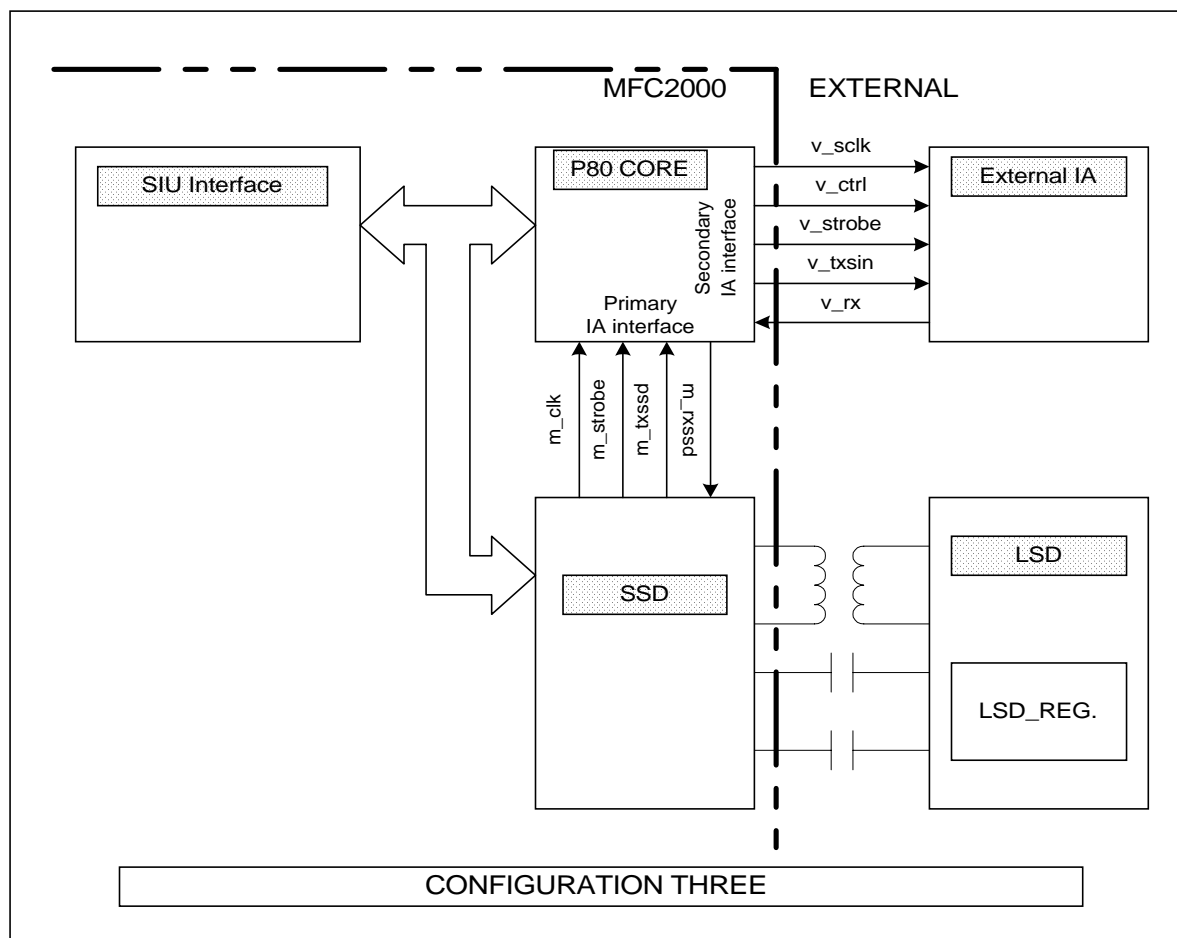 MFC2000
EXTERNAL
SIU Interface
P80 CORE
Secondary
IA interface
Primary
IA interface
v_sclk
v_ctrl
v_strobe
v_txsin
v_rx
External IA
m_clk
m_strobe
m_txssd
m_rxssd
SSD
LSD
LSD_REG.
CONFIGURATION THREE